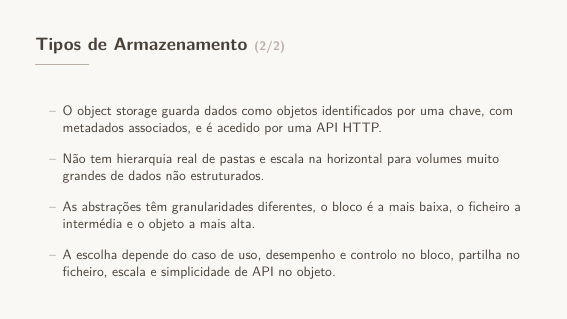 Tipos de Armazenamento (2/2)
– O object storage guarda dados como objetos identificados por uma chave, com
metadados associados, e é acedido por uma API HTTP.
– Não tem hierarquia real de pastas e escala na horizontal para volumes muito
grandes de dados não estruturados.
– As abstrações têm granularidades diferentes, o bloco é a mais baixa, o ficheiro a
intermédia e o objeto a mais alta.
– A escolha depende do caso de uso, desempenho e controlo no bloco, partilha no
ficheiro, escala e simplicidade de API no objeto.